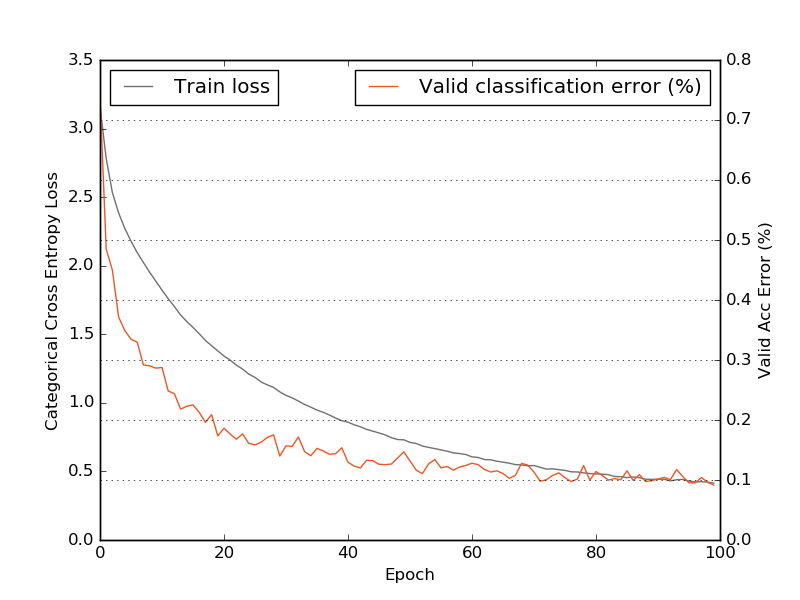 Train loss
Valid classification error (%)
3.5
3.0
2.5
2.0
1.5
1.0
0.5
0.0
Categorical Cross Entropy Loss
0.8
0.7
0.6
0.5
0.4
0.3
0.2
0.1
0.0
Valid Acc Error (%)
0 20 40 60 80 100
Epoch